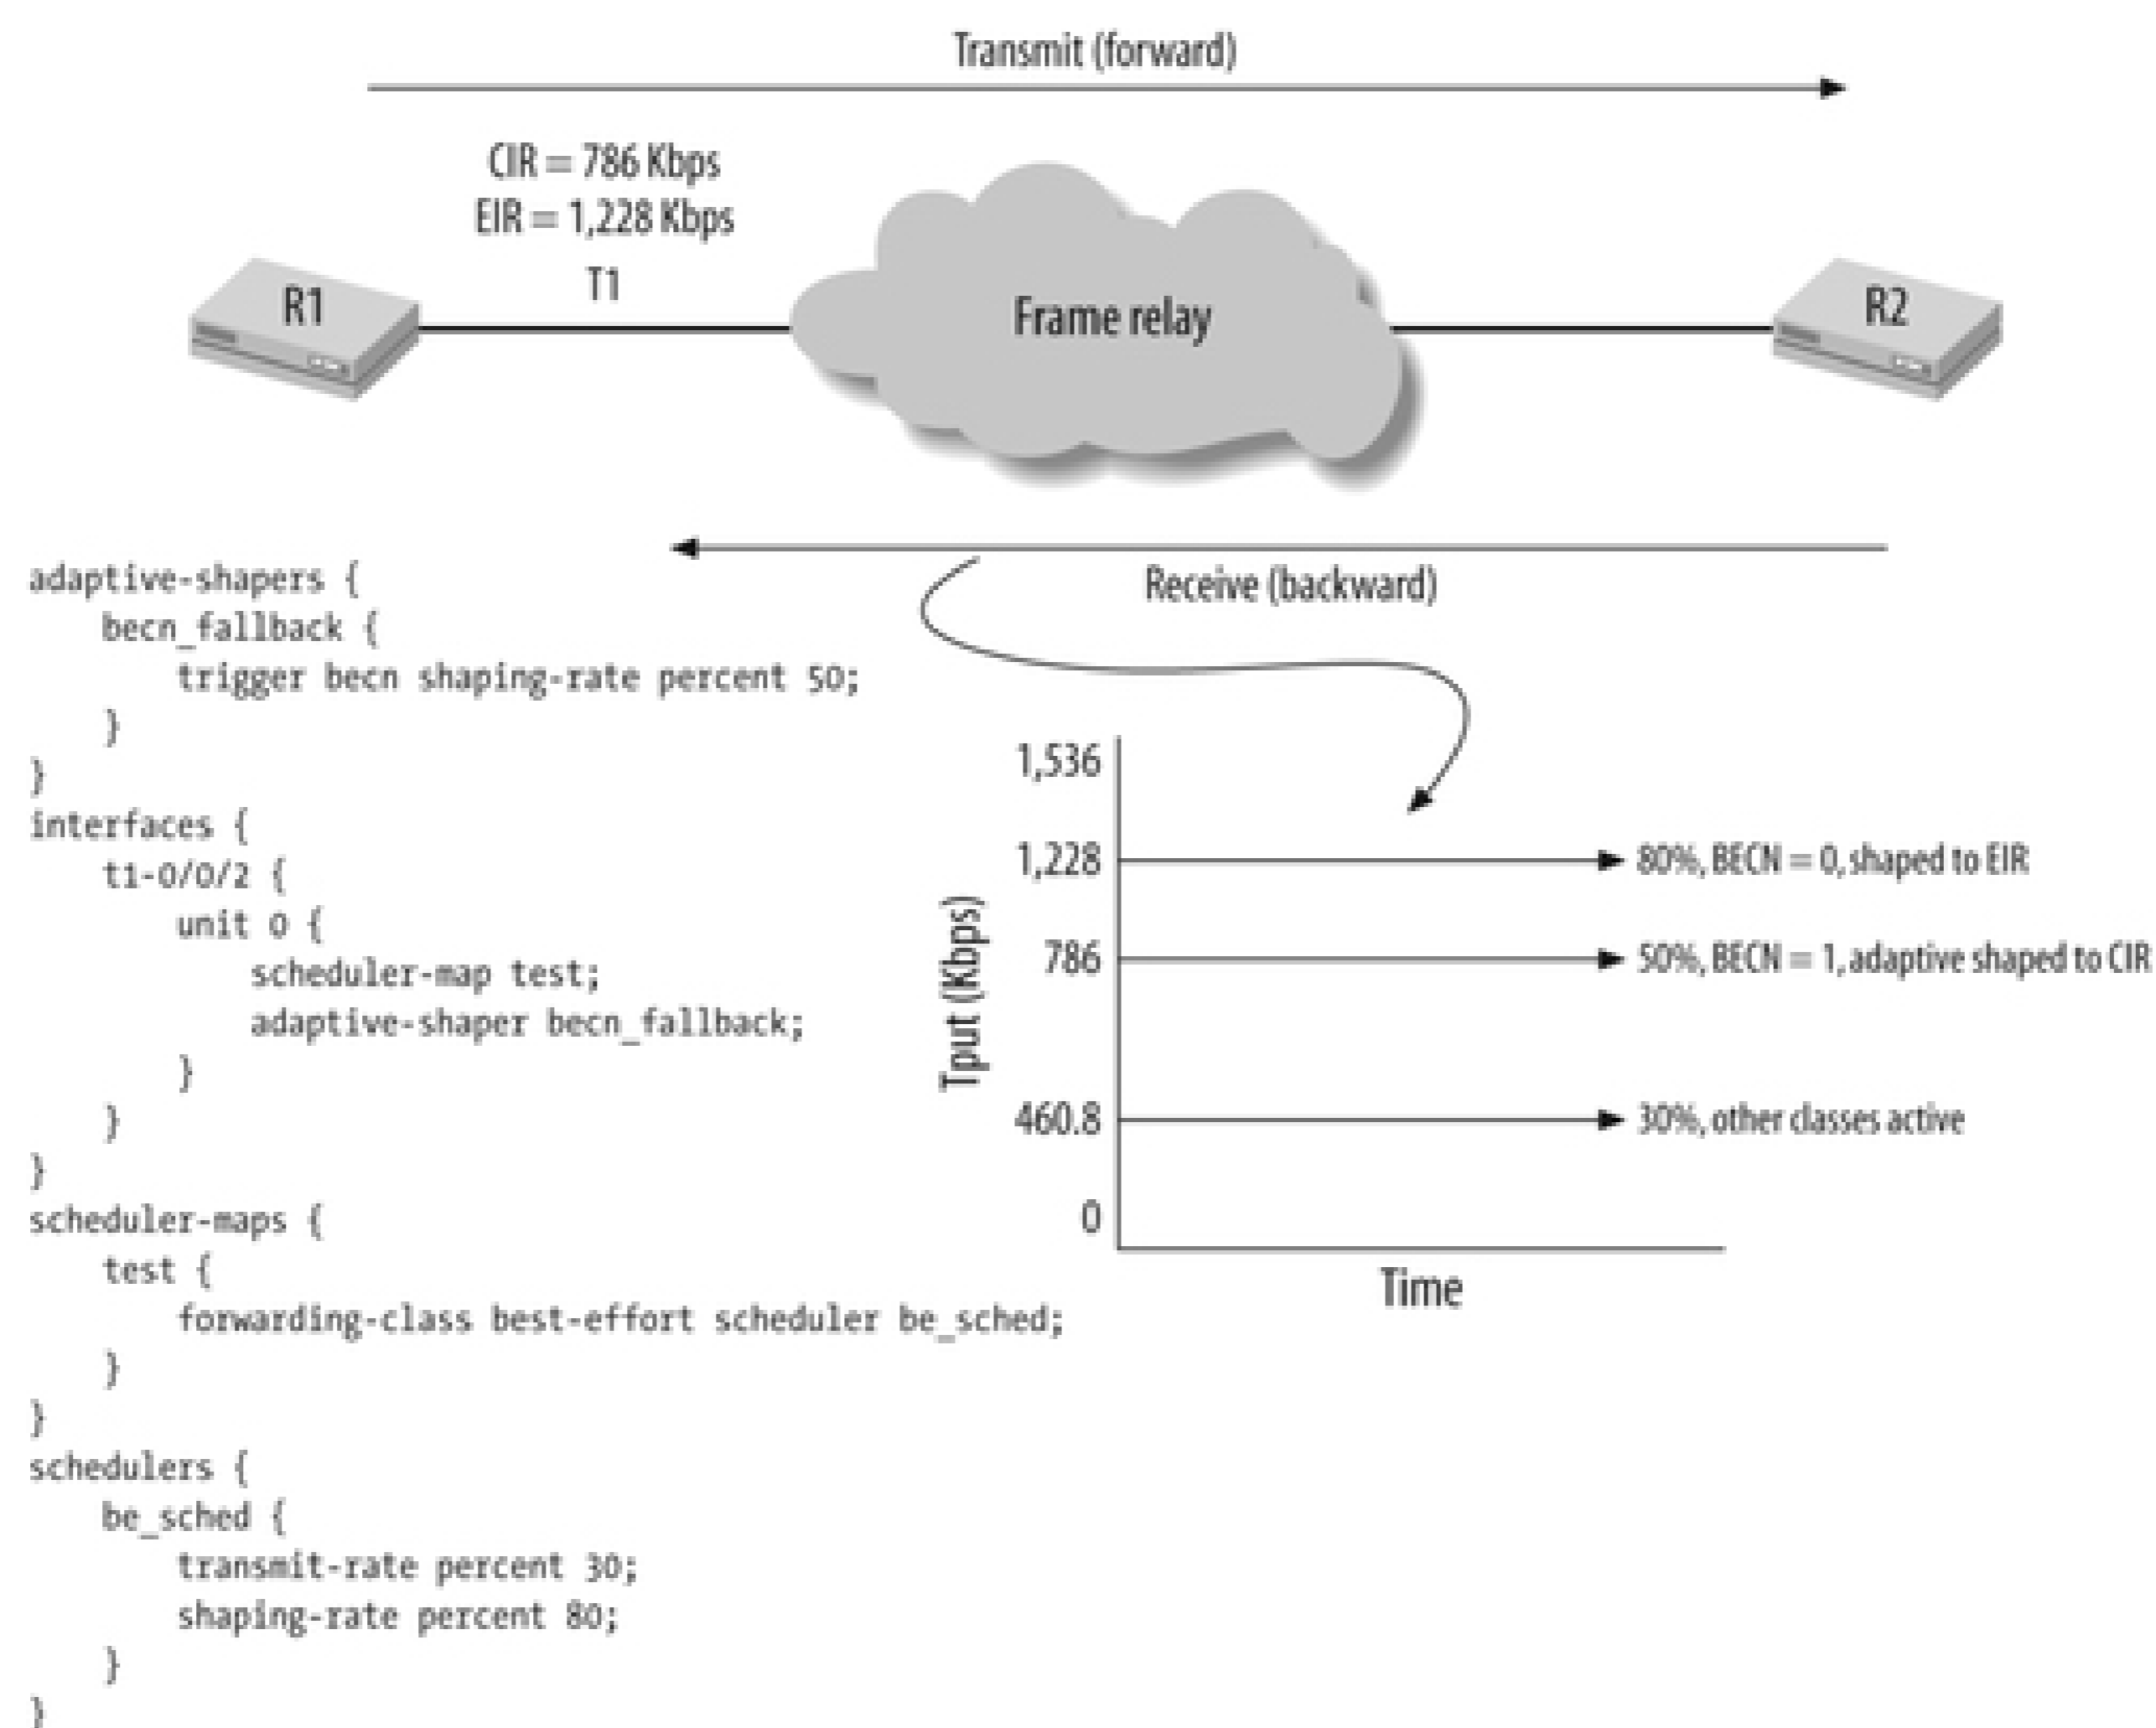 Transmit (forward)
CIR = 786 Kbps
EIR = 1,228 Kbps
T1
R1
Frame relay
R2
Receive (backward)
adaptive-shapers {
becn_fallback {
trigger becn shaping-rate percent 50;
}
}
interfaces {
t1-0/0/2 {
unit 0 {
scheduler-map test;
adaptive-shaper becn_fallback;
}
}
}
scheduler-maps {
test {
forwarding-class best-effort scheduler be_sched;
}
}
schedulers {
be_sched {
transmit-rate percent 30;
shaping-rate percent 80;
}
}
Tput (Kbps)
1,536
1,228
80%, BECN = 0, shaped to EIR
786
50%, BECN = 1, adaptive shaped to CIR
460.8
30%, other classes active
0
Time